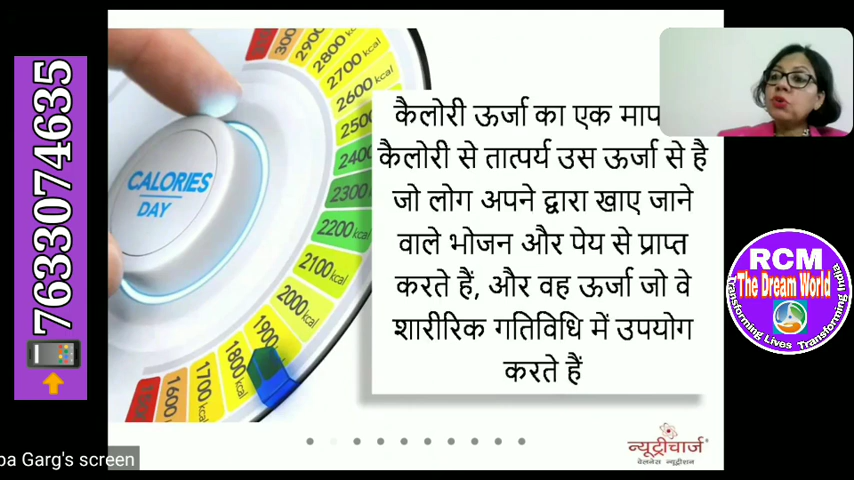 7633074635
300
2900
2800 kcal
2700 kcal
2600 kcal
2500
2400
2300 kcal
2200 kcal
2100 kcal
2000 kcal
1900
1800 kcal
1700 kcal
1600 kcal
CALORIES
DAY
कैलोरी ऊर्जा का एक माप
कैलोरी से तात्पर्य उस ऊर्जा से है
जो लोग अपने द्वारा खाए जाने
वाले भोजन और पेय से प्राप्त
करते हैं, और वह ऊर्जा जो वे
शारीरिक गतिविधि में उपयोग
करते हैं
RCM
The Dream World
Transforming Lives Transforming India
न्यूट्रीचार्ज
वेलनेस न्यूट्रीशन
pa Garg's screen